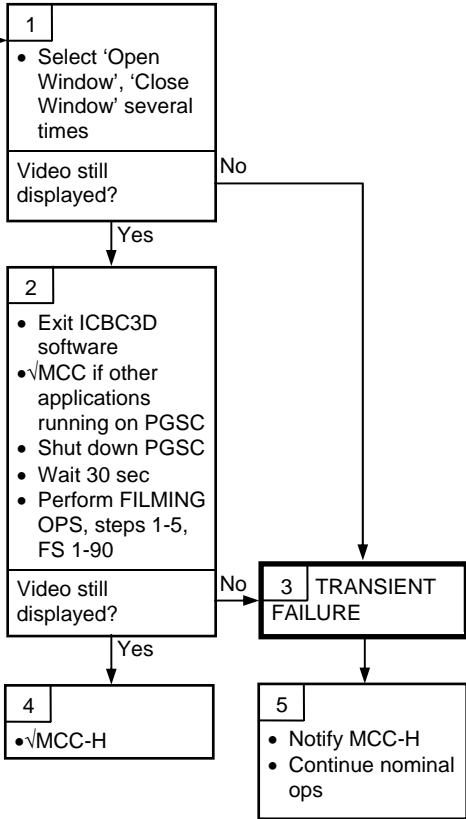 1
• Select ‘Open
Window’, ‘Close
Window’ several
times
Video still
displayed?
No
Yes
2
• Exit ICBC3D
software
•√MCC if other
applications
running on PGSC
• Shut down PGSC
• Wait 30 sec
• Perform FILMING
OPS, steps 1-5,
FS 1-90
Video still
displayed?
No
3 TRANSIENT
FAILURE
Yes
4
•√MCC-H
5
• Notify MCC-H
• Continue nominal
ops